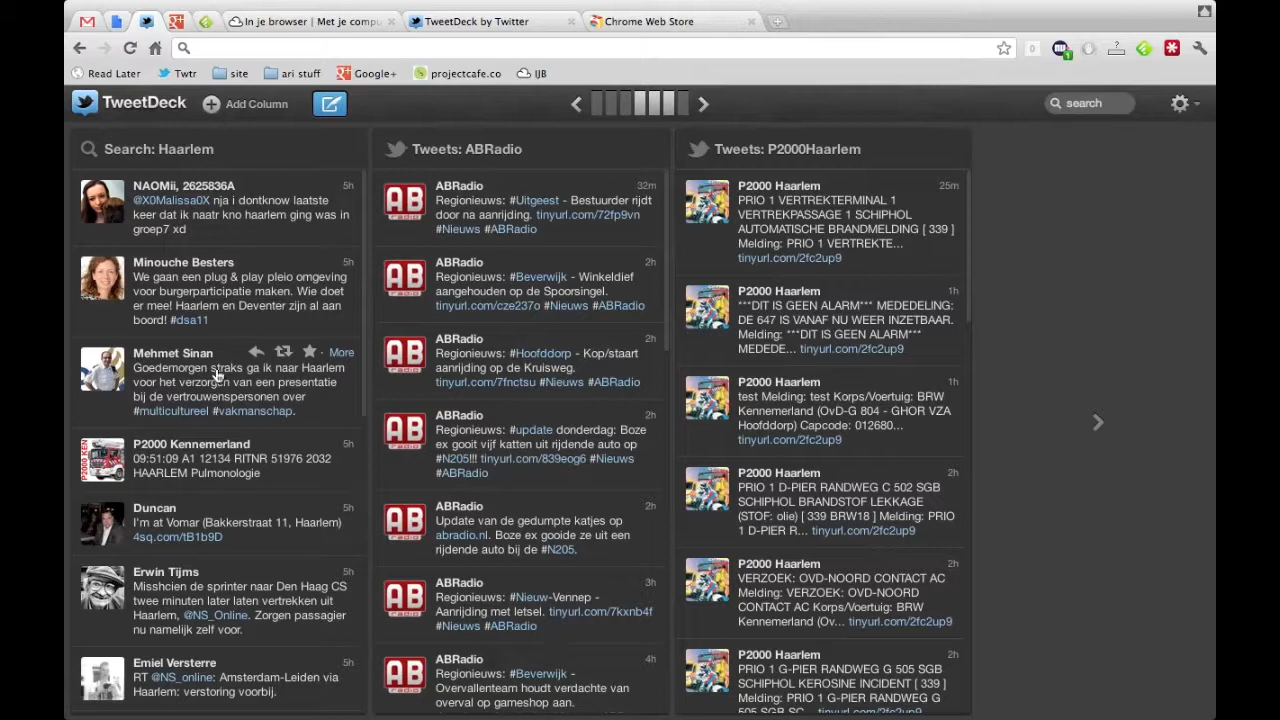 In je browser | Met je compu
TweetDeck by Twitter
Chrome Web Store
Read Later
Twtr
site
ari stuff
Google+
projectcafe.co
IJB
TweetDeck
Add Column
search
Search: Haarlem
NAOMii, 2625836A 5h
@X0Malissa0X nja i dontknow laatste
keer dat ik naatr kno haarlem ging was in
groep7 xd
Minouche Besters 5h
We gaan een plug & play pleio omgeving
voor burgerparticipatie maken. Wie doet
er mee! Haarlem en Deventer zijn al aan
boord! #dsa11
Mehmet Sinan More
Goedemorgen straks ga ik naar Haarlem
voor het verzorgen van een presentatie
bij de vertrouwenspersonen over
#multicultureel #vakmanschap.
P2000 Kennemerland 5h
09:51:09 A1 12134 RITNR 51976 2032
HAARLEM Pulmonologie
Duncan 5h
I'm at Vomar (Bakkerstraat 11, Haarlem)
4sq.com/tB1b9D
Erwin Tijms 5h
Misshcien de sprinter naar Den Haag CS
twee minuten later laten vertrekken uit
Haarlem, @NS_Online. Zorgen passagier
nu namelijk zelf voor.
Emiel Versterre 5h
RT @NS_online: Amsterdam-Leiden via
Haarlem: verstoring voorbij.
Tweets: ABRadio
ABRadio 32m
Regionieuws: #Uitgeest - Bestuurder rijdt
door na aanrijding. tinyurl.com/72fp9vn
#Nieuws #ABRadio
ABRadio 2h
Regionieuws: #Beverwijk - Winkeldief
aangehouden op de Spoorsingel.
tinyurl.com/cze237o #Nieuws #ABRadio
ABRadio 2h
Regionieuws: #Hoofddorp - Kop/staart
aanrijding op de Kruisweg.
tinyurl.com/7fnctsu #Nieuws #ABRadio
ABRadio 2h
Regionieuws: #update donderdag: Boze
ex gooit vijf katten uit rijdende auto op
#N205!!! tinyurl.com/839eog6 #Nieuws
#ABRadio
ABRadio 2h
Update van de gedumpte katjes op
abradio.nl. Boze ex gooide ze uit een
rijdende auto bij de #N205.
ABRadio 3h
Regionieuws: #Nieuw-Vennep -
Aanrijding met letsel. tinyurl.com/7kxnb4f
#Nieuws #ABRadio
ABRadio 4h
Regionieuws: #Beverwijk -
Overvallenteam houdt verdachte van
overval op gameshop aan.
Tweets: P2000Haarlem
P2000 Haarlem 25m
PRIO 1 VERTREKTERMINAL 1
VERTREKPASSAGE 1 SCHIPHOL
AUTOMATISCHE BRANDMELDING [ 339 ]
Melding: PRIO 1 VERTREKTE...
tinyurl.com/2fc2up9
P2000 Haarlem 1h
***DIT IS GEEN ALARM*** MEDEDELING:
DE 647 IS VANAF NU WEER INZETBAAR.
Melding: ***DIT IS GEEN ALARM***
MEDEDE... tinyurl.com/2fc2up9
P2000 Haarlem 1h
test Melding: test Korps/Voertuig: BRW
Kennemerland (OvD-G 804 - GHOR VZA
Hoofddorp) Capcode: 012680...
tinyurl.com/2fc2up9
P2000 Haarlem 2h
PRIO 1 D-PIER RANDWEG C 502 SGB
SCHIPHOL BRANDSTOF LEKKAGE
(STOF: olie) [ 339 BRW18 ] Melding: PRIO
1 D-PIER R... tinyurl.com/2fc2up9
P2000 Haarlem 2h
VERZOEK: OVD-NOORD CONTACT AC
Melding: VERZOEK: OVD-NOORD
CONTACT AC Korps/Voertuig: BRW
Kennemerland (Ov... tinyurl.com/2fc2up9
P2000 Haarlem 2h
PRIO 1 G-PIER RANDWEG G 505 SGB
SCHIPHOL KEROSINE INCIDENT [ 339 ]
Melding: PRIO 1 G-PIER RANDWEG G
505 SGB SC... tinyurl.com/2fc2up9